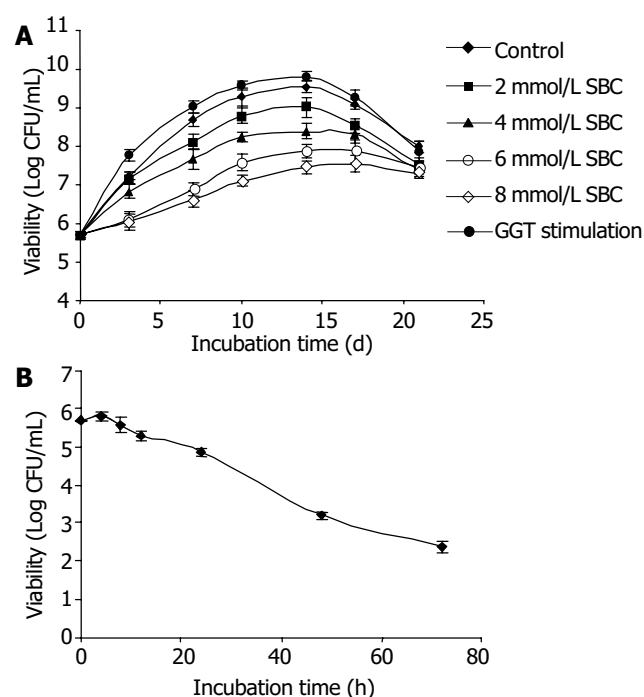 A
Viability (Log CFU/mL)
11
10
9
8
7
6
5
4
0 5 10 15 20 25
Incubation time (d)
Control
2 mmol/L SBC
4 mmol/L SBC
6 mmol/L SBC
8 mmol/L SBC
GGT stimulation
B
Viability (Log CFU/mL)
7
6
5
4
3
2
1
0
0 20 40 60 80
Incubation time (h)